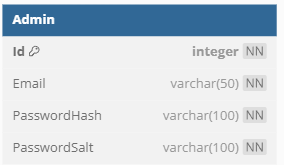 Admin
Id integer NN
Email varchar(50) NN
PasswordHash varchar(100) NN
PasswordSalt varchar(100) NN